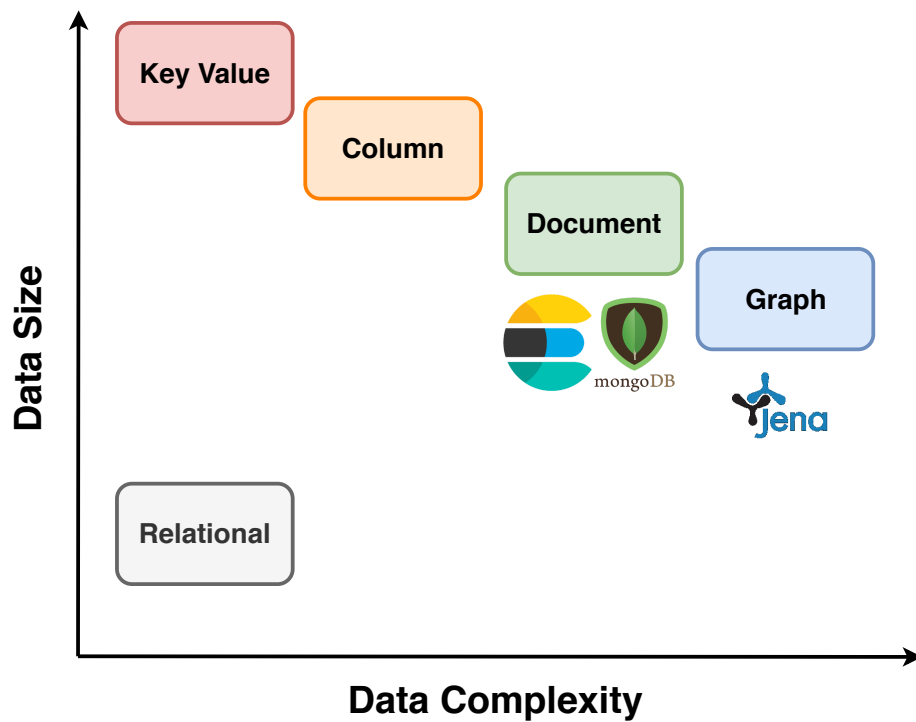 Key Value
Column
Document
Graph
mongoDB
Jena
Relational
Data Size
Data Complexity